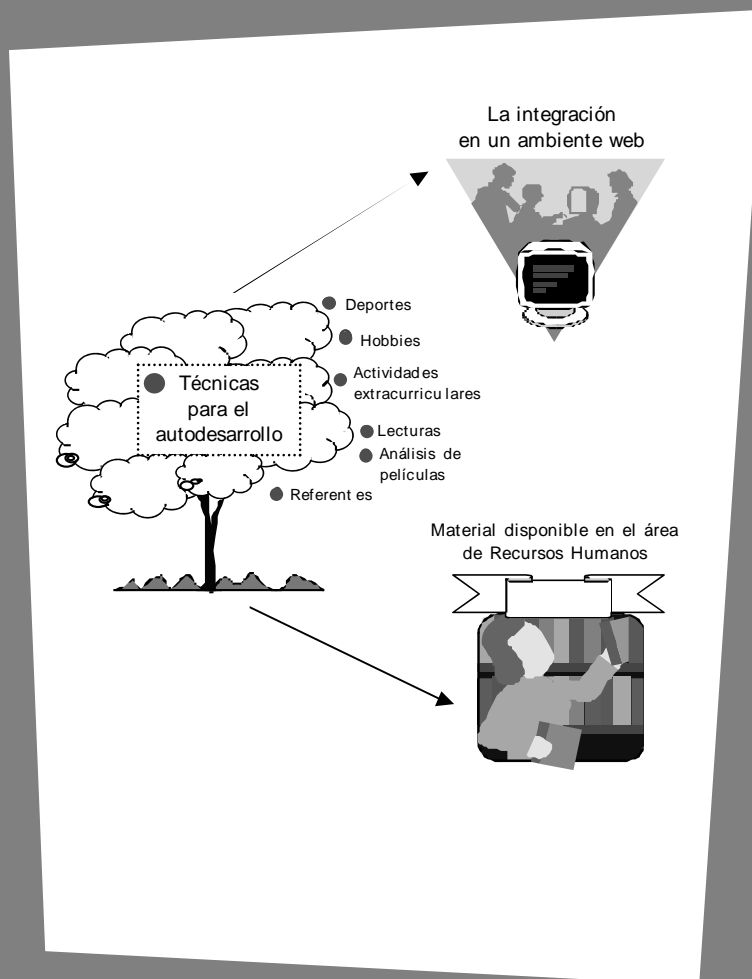 La integración
en un ambiente web
Deportes
Hobbies
Actividades
extracurriculares
Técnicas
para el
autodesarrollo
Lecturas
Análisis de
películas
Referentes
Material disponible en el área
de Recursos Humanos